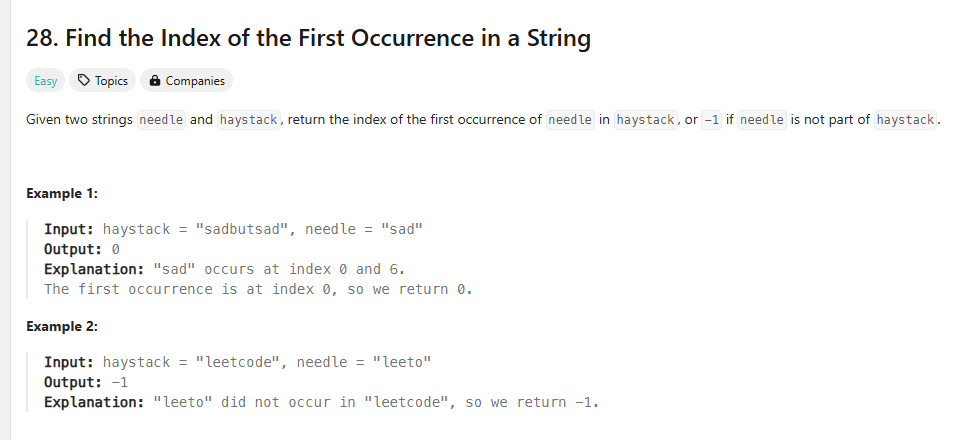 28. Find the Index of the First Occurrence in a String
Easy Topics Companies
Given two strings needle and haystack, return the index of the first occurrence of needle in haystack, or -1 if needle is not part of haystack.
Example 1:
Input: haystack = "sadbutsad", needle = "sad"
Output: 0
Explanation: "sad" occurs at index 0 and 6.
The first occurrence is at index 0, so we return 0.
Example 2:
Input: haystack = "leetcode", needle = "leeto"
Output: -1
Explanation: "leeto" did not occur in "leetcode", so we return -1.